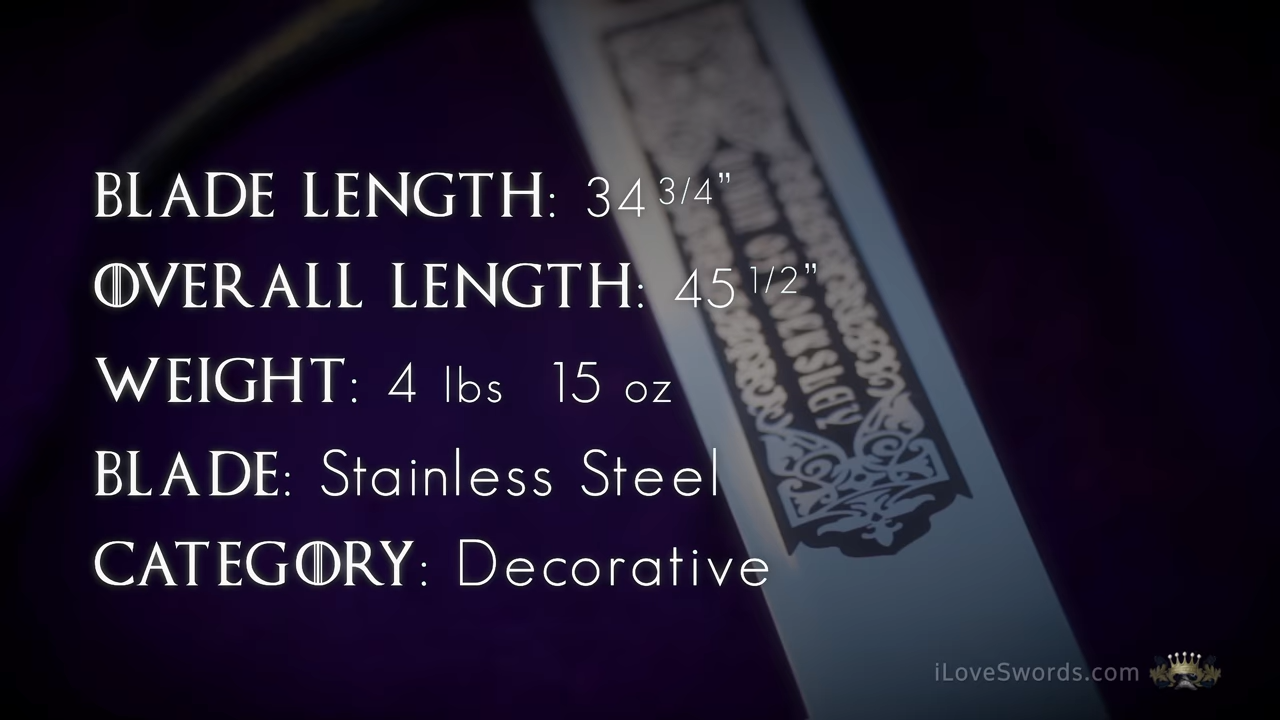 BLADE LENGTH: 34 3/4”
OVERALL LENGTH: 45 1/2”
WEIGHT: 4 lbs 15 oz
BLADE: Stainless Steel
CATEGORY: Decorative
iLoveSwords.com